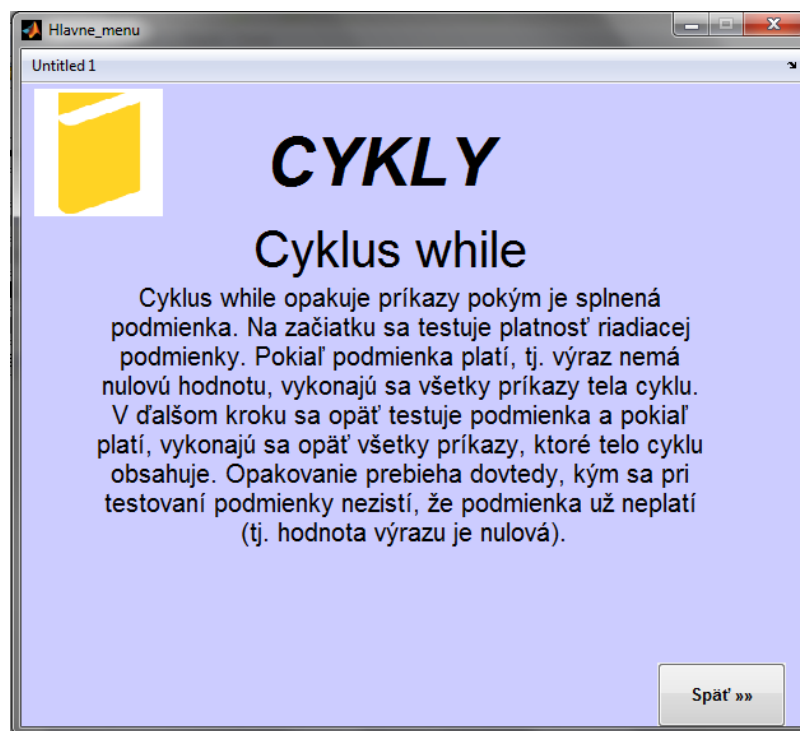 Hlavne_menu
Untitled 1
CYKLY
Cyklus while
Cyklus while opakuje príkazy pokým je splnená
podmienka. Na začiatku sa testuje platnosť riadiacej
podmienky. Pokiaľ podmienka platí, tj. výraz nemá
nulovú hodnotu, vykonajú sa všetky príkazy tela cyklu.
V ďalšom kroku sa opäť testuje podmienka a pokiaľ
platí, vykonajú sa opäť všetky príkazy, ktoré telo cyklu
obsahuje. Opakovanie prebieha dovtedy, kým sa pri
testovaní podmienky nezistí, že podmienka už neplatí
(tj. hodnota výrazu je nulová).
Späť »»